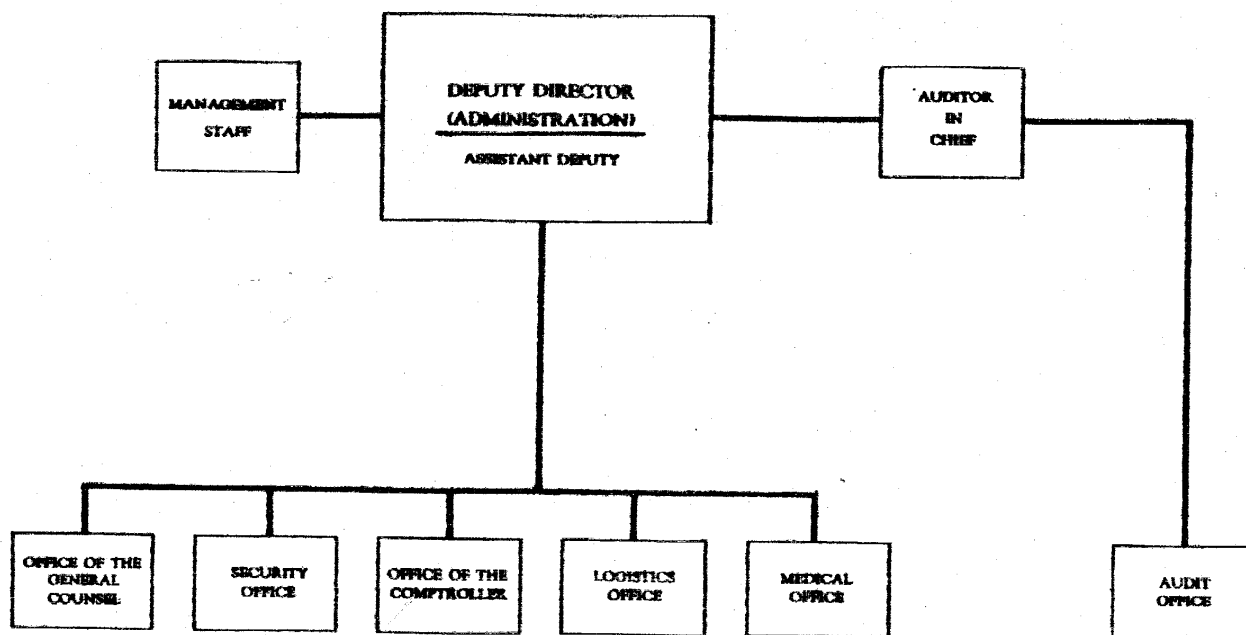 MANAGEMENT
STAFF
DEPUTY DIRECTOR
(ADMINISTRATION)
ASSISTANT DEPUTY
AUDITOR
IN
CHIEF
OFFICE OF THE
GENERAL
COUNSEL
SECURITY
OFFICE
OFFICE OF THE
COMPTROLLER
LOGISTICS
OFFICE
MEDICAL
OFFICE
AUDIT
OFFICE